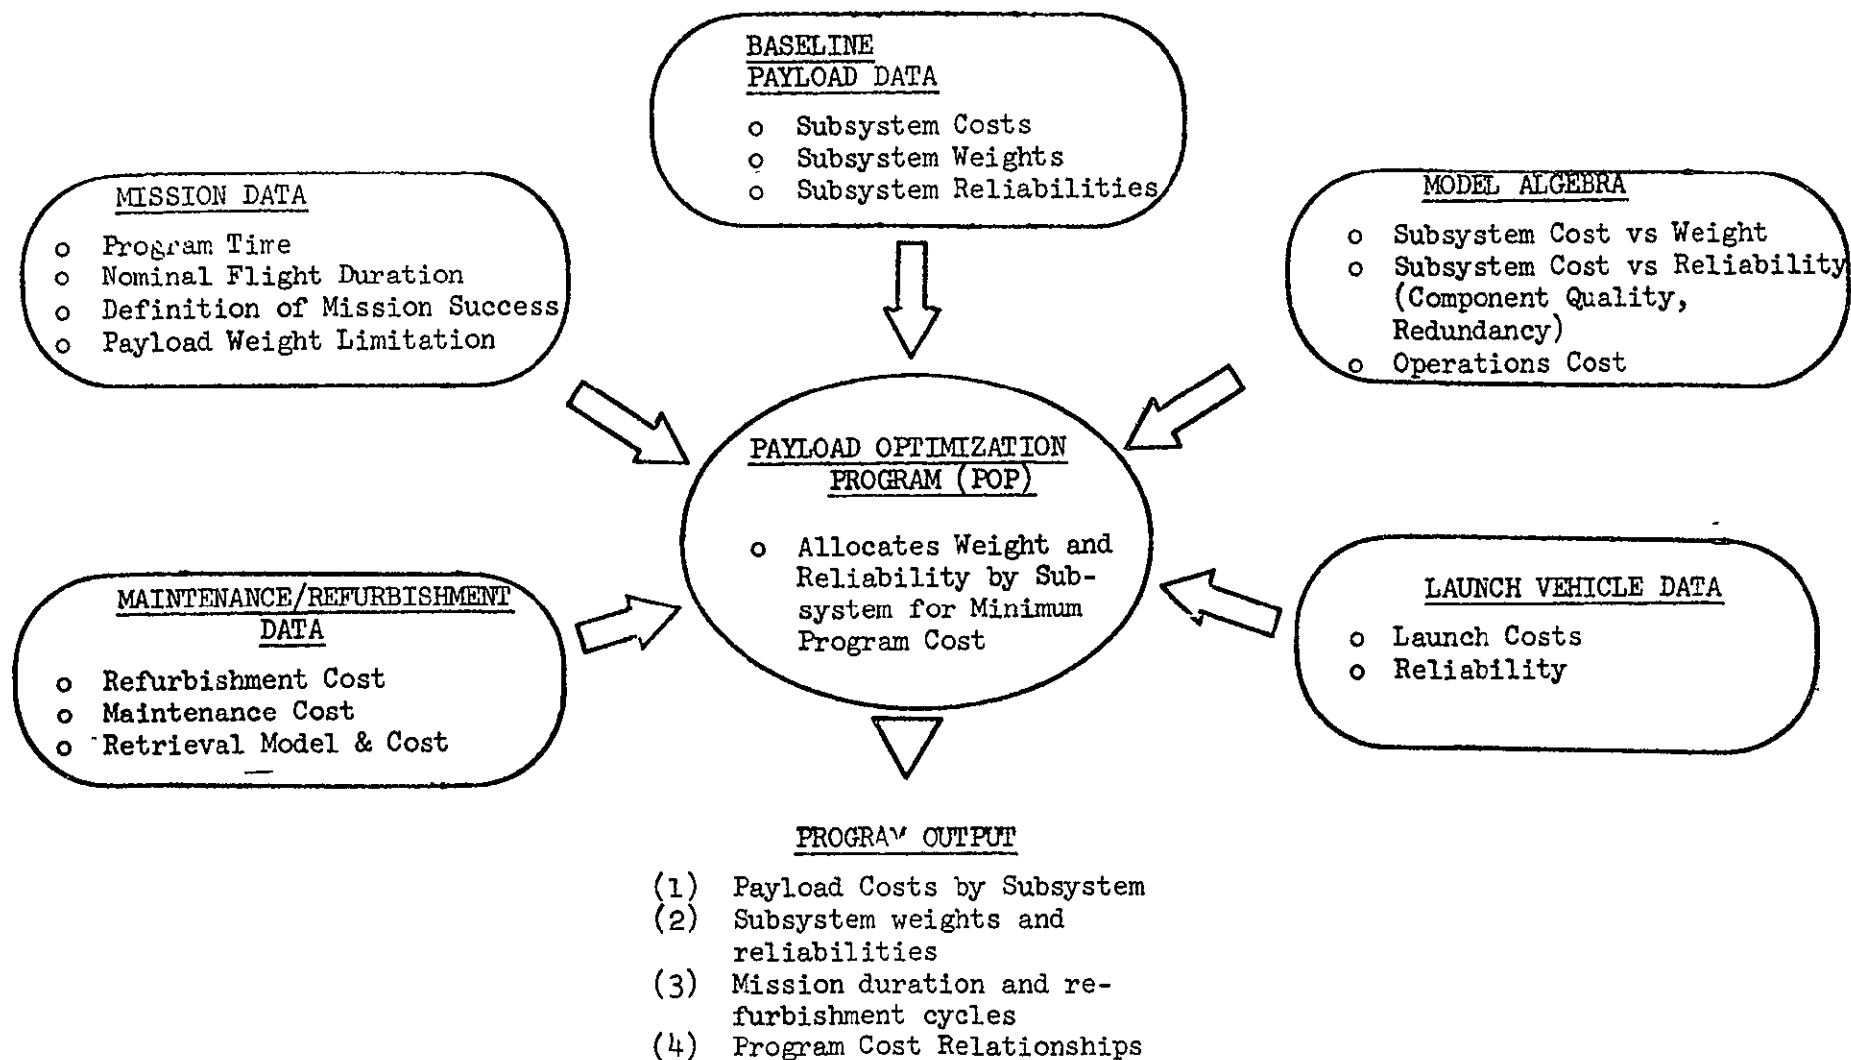 BASELINE
PAYLOAD DATA
o Subsystem Costs
o Subsystem Weights
o Subsystem Reliabilities
MISSION DATA
o Program Time
o Nominal Flight Duration
o Definition of Mission Success
o Payload Weight Limitation
MODEL ALGEBRA
o Subsystem Cost vs Weight
o Subsystem Cost vs Reliability
(Component Quality,
Redundancy)
o Operations Cost
PAYLOAD OPTIMIZATION
PROGRAM (POP)
o Allocates Weight and
Reliability by Sub-
system for Minimum
Program Cost
MAINTENANCE/REFURBISHMENT
DATA
o Refurbishment Cost
o Maintenance Cost
o Retrieval Model & Cost
LAUNCH VEHICLE DATA
o Launch Costs
o Reliability
PROGRAM OUTPUT
(1) Payload Costs by Subsystem
(2) Subsystem weights and
reliabilities
(3) Mission duration and re-
furbishment cycles
(4) Program Cost Relationships